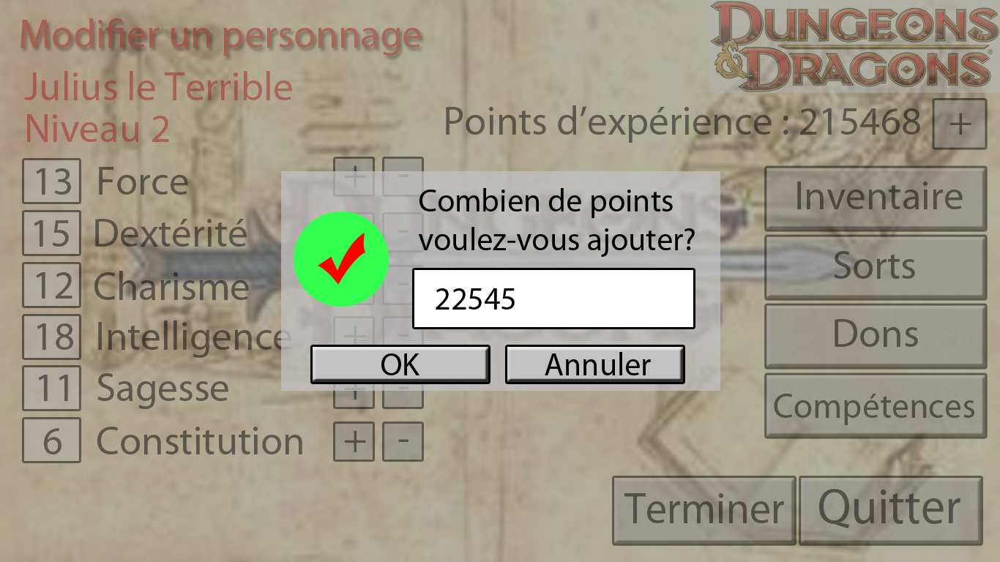 Modifier un personnage
DUNGEONS
& DRAGONS
Julius le Terrible
Niveau 2
Points d’expérience : 215468 +
13 Force + -
15 Dextérité -
12 Charisme -
18 Intelligence + -
11 Sagesse + -
6 Constitution + -
Combien de points
voulez-vous ajouter?
22545
OK Annuler
Inventaire
Sorts
Dons
Compétences
Terminer Quitter